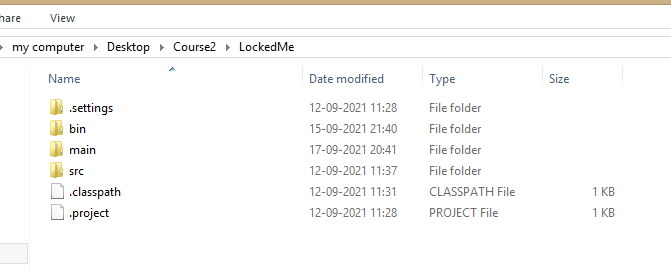 hare View
my computer Desktop Course2 LockedMe
Name Date modified Type Size
.settings 12-09-2021 11:28 File folder
bin 15-09-2021 21:40 File folder
main 17-09-2021 20:41 File folder
src 12-09-2021 11:37 File folder
.classpath 12-09-2021 11:31 CLASSPATH File 1 KB
.project 12-09-2021 11:28 PROJECT File 1 KB